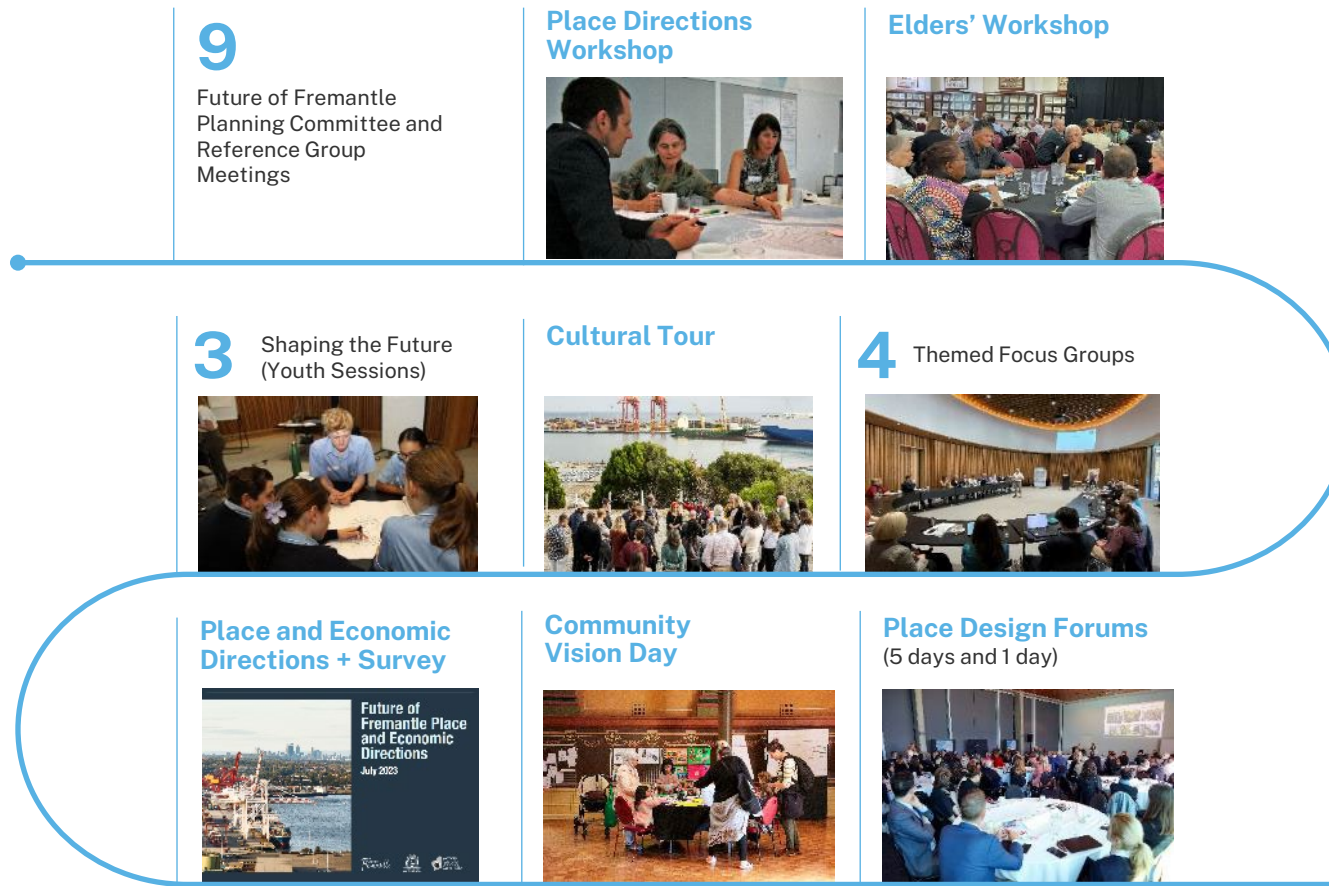 9
Future of Fremantle
Planning Committee and
Reference Group
Meetings
Place Directions
Workshop
Elders’ Workshop
3
Shaping the Future
(Youth Sessions)
Cultural Tour
4
Themed Focus Groups
Place and Economic
Directions + Survey
Future of
Fremantle Place
and Economic
Directions
July 2023
Community
Vision Day
Place Design Forums
(5 days and 1 day)